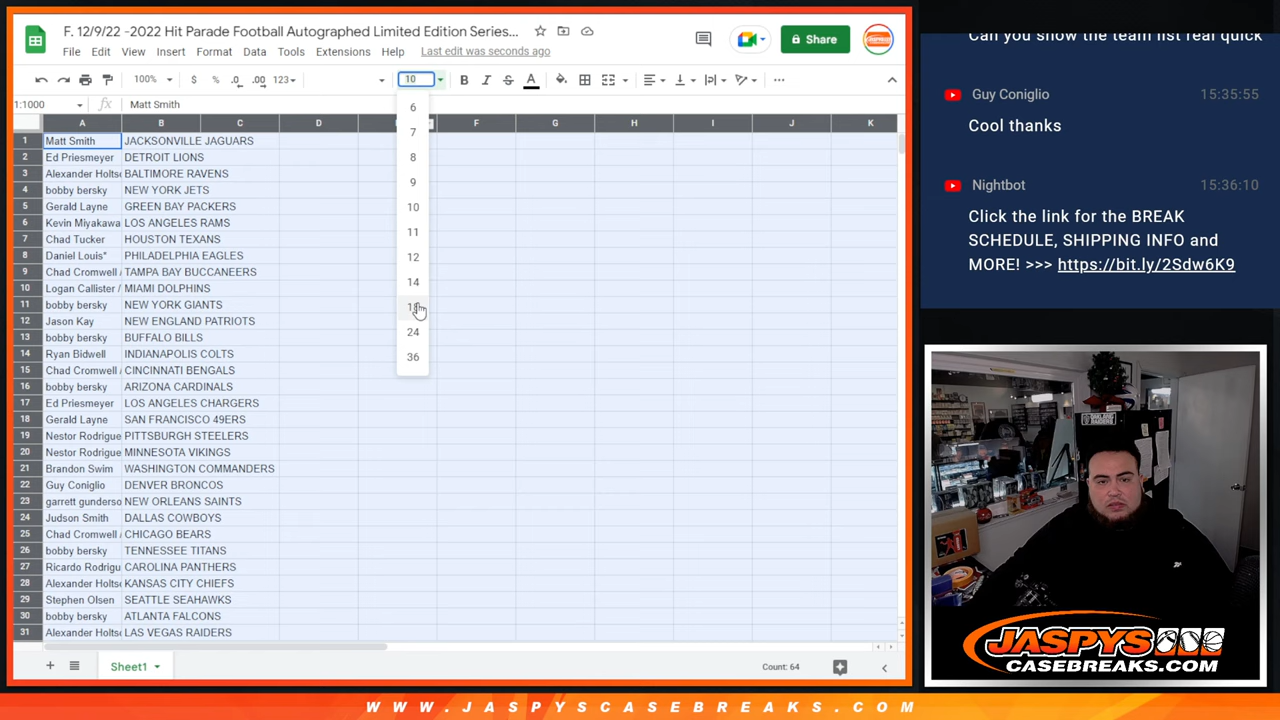 F. 12/9/22 -2022 Hit Parade Football Autographed Limited Edition Series...
File Edit View Insert Format Data Tools Extensions Help Last edit was seconds ago
Share
100% $ % .0 .00 123 10
1:1000 Matt Smith
A B C D F G H I J K
1 Matt Smith JACKSONVILLE JAGUARS
2 Ed Priesmeyer DETROIT LIONS
3 Alexander Holtso BALTIMORE RAVENS
4 bobby bersky NEW YORK JETS
5 Gerald Layne GREEN BAY PACKERS
6 Kevin Miyakawa LOS ANGELES RAMS
7 Chad Tucker HOUSTON TEXANS
8 Daniel Louis* PHILADELPHIA EAGLES
9 Chad Cromwell / TAMPA BAY BUCCANEERS
10 Logan Callister / MIAMI DOLPHINS
11 bobby bersky NEW YORK GIANTS
12 Jason Kay NEW ENGLAND PATRIOTS
13 bobby bersky BUFFALO BILLS
14 Ryan Bidwell INDIANAPOLIS COLTS
15 Chad Cromwell / CINCINNATI BENGALS
16 bobby bersky ARIZONA CARDINALS
17 Ed Priesmeyer LOS ANGELES CHARGERS
18 Gerald Layne SAN FRANCISCO 49ERS
19 Nestor Rodrigue PITTSBURGH STEELERS
20 Nestor Rodrigue MINNESOTA VIKINGS
21 Brandon Swim WASHINGTON COMMANDERS
22 Guy Coniglio DENVER BRONCOS
23 garrett gunderso NEW ORLEANS SAINTS
24 Judson Smith DALLAS COWBOYS
25 Chad Cromwell / CHICAGO BEARS
26 bobby bersky TENNESSEE TITANS
27 Ricardo Rodrigu CAROLINA PANTHERS
28 Alexander Holtso KANSAS CITY CHIEFS
29 Stephen Olsen SEATTLE SEAHAWKS
30 bobby bersky ATLANTA FALCONS
31 Alexander Holtso LAS VEGAS RAIDERS
6
7
8
9
10
11
12
14
24
36
Sheet1
Count: 64
Can you show the team list real quick
Guy Coniglio 15:35:55
Cool thanks
Nightbot 15:36:10
Click the link for the BREAK
SCHEDULE, SHIPPING INFO and
MORE! >>> https://bit.ly/2Sdw6K9
OAKLAND
RAIDERS
JASPYS
CASEBREAKS.COM
WWW.JASPYSCASEBREAKS.COM